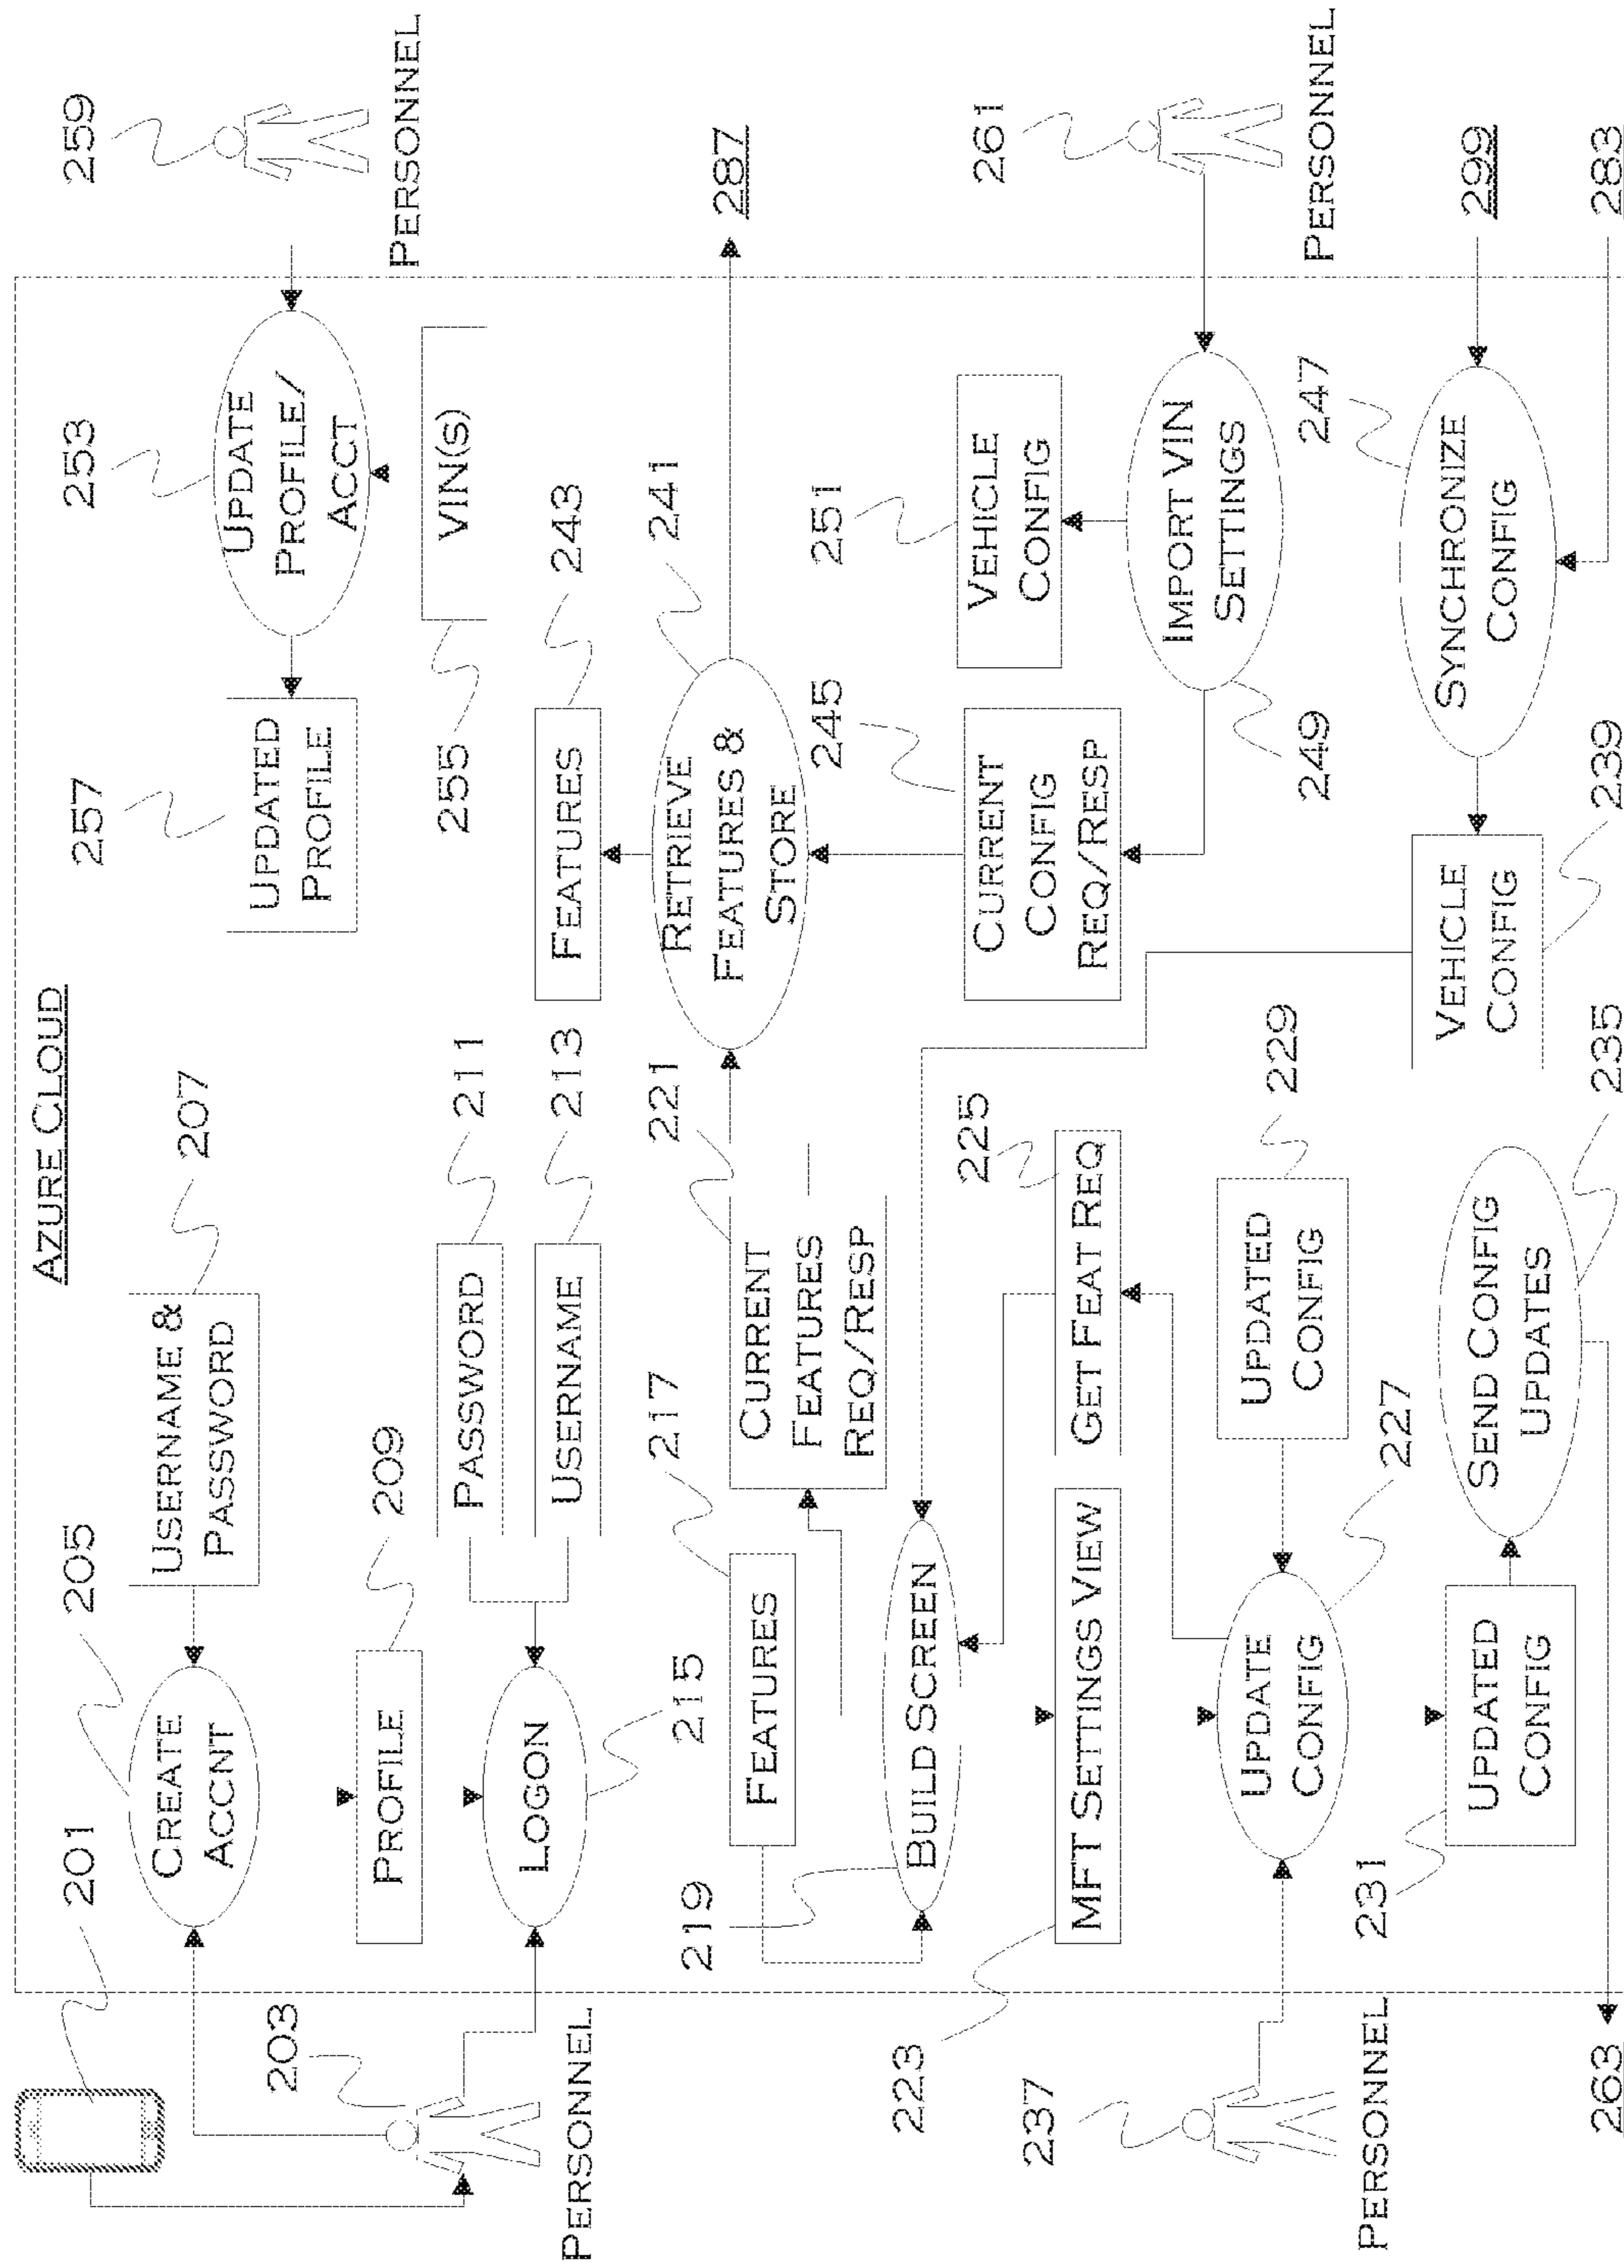 AZURE CLOUD
201
205
207
257
253
259
CREATE
ACCNT
USERNAME &
PASSWORD
UPDATED
PROFILE
UPDATE
PROFILE/
ACCT
203
PERSONNEL
PROFILE
209
PASSWORD
211
255
VIN(S)
PERSONNEL
LOGON
USERNAME
213
FEATURES
243
215
217
221
241
219
FEATURES
CURRENT
FEATURES
REQ/RESP
RETRIEVE
FEATURES &
STORE
287
BUILD SCREEN
245
251
223
225
CURRENT
CONFIG
REQ/RESP
VEHICLE
CONFIG
261
237
MFT SETTINGS VIEW
GET FEAT REQ
IMPORT VIN
SETTINGS
PERSONNEL
UPDATE
CONFIG
UPDATED
CONFIG
229
249
247
PERSONNEL
231
227
VEHICLE
CONFIG
SYNCHRONIZE
CONFIG
299
UPDATED
CONFIG
SEND CONFIG
UPDATES
263
235
239
283